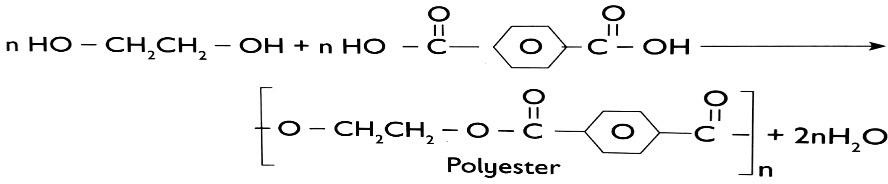 O O
n HO – CH₂CH₂ – OH + n HO – C – O – C – OH
O O
O – CH₂CH₂ – O – C – O – C – n + 2nH₂O
Polyester